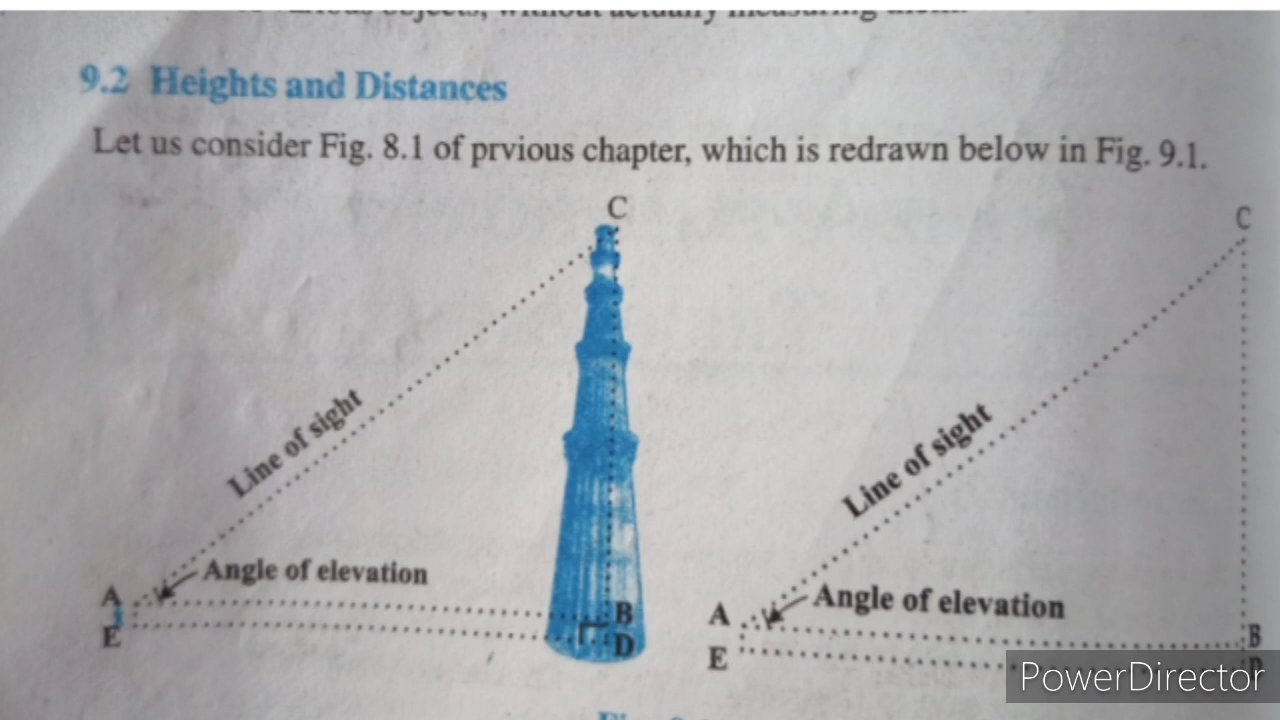 9.2 Heights and Distances
Let us consider Fig. 8.1 of prvious chapter, which is redrawn below in Fig. 9.1.
C
C
Line of sight
Line of sight
Angle of elevation
A
B
E
D
Angle of elevation
A
B
E
D
PowerDirector